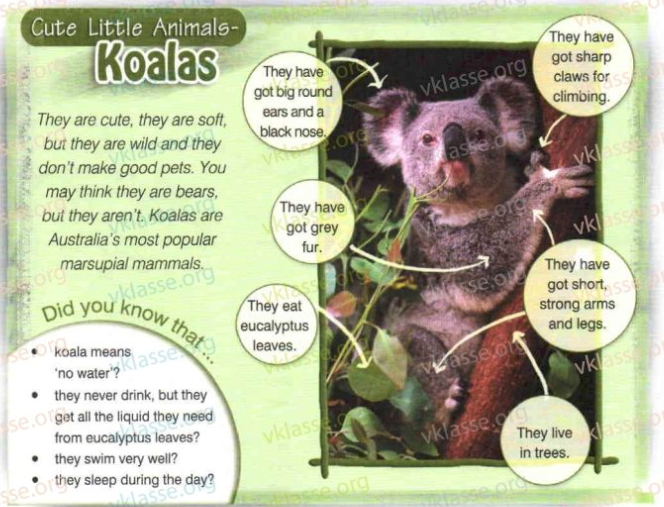 Cute Little Animals-
Koalas
They are cute, they are soft,
but they are wild and they
don't make good pets. You
may think they are bears,
but they aren't. Koalas are
Australia's most popular
marsupial mammals.
Did you know that...
• koala means
'no water'?
• they never drink, but they
get all the liquid they need
from eucalyptus leaves?
• they swim very well?
• they sleep during the day?
They have
got big round
ears and a
black nose.
They have
got sharp
claws for
climbing.
They have
got grey
fur.
They have
got short,
strong arms
and legs.
They eat
eucalyptus
leaves.
They live
in trees.
vklasse.org